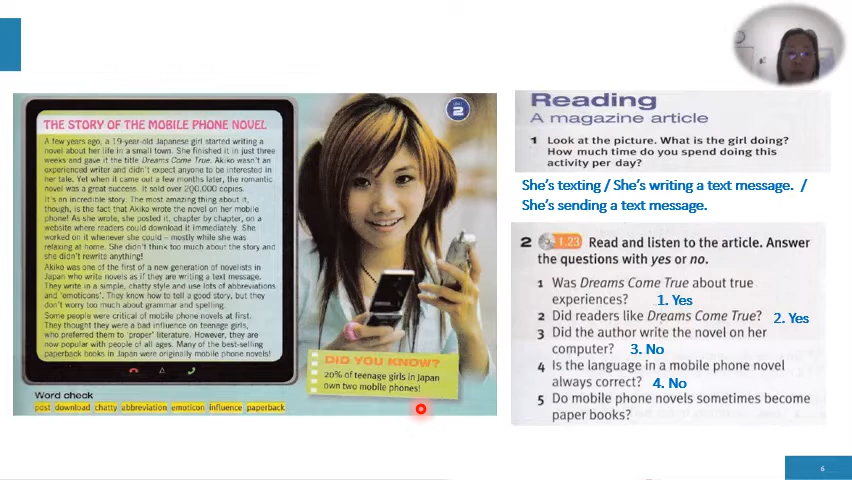 THE STORY OF THE MOBILE PHONE NOVEL
A few years ago, a 19-year-old Japanese girl started writing a
novel about her life in a small town. She finished it in just three
weeks and gave it the title Dreams Come True. Akiko wasn't an
experienced writer and didn't expect anyone to be interested in
her tale. Yet when it came out a few months later, the romantic
novel was a great success. It sold over 200,000 copies.
It's an incredible story. The most amazing thing about it,
though, is the fact that Akiko wrote the novel on her mobile
phone! As she wrote, she posted it, chapter by chapter, on a
website where readers could download it immediately. She
worked on it whenever she could – mostly while she was
relaxing at home. She didn't think too much about the story and
she didn't rewrite anything!
Akiko was one of the first of a new generation of novelists in
Japan who write novels as if they are writing a text message.
They write in a simple, chatty style and use lots of abbreviations
and 'emoticons'. They know how to tell a good story, but they
don't worry too much about grammar and spelling.
Some people were critical of mobile phone novels at first.
They thought they were a bad influence on teenage girls,
who preferred them to 'proper' literature. However, they are
now popular with people of all ages. Many of the best-selling
paperback books in Japan were originally mobile phone novels!
Word check
post download chatty abbreviation emoticon influence paperback
2
DID YOU KNOW?
20% of teenage girls in Japan
own two mobile phones!
Reading
A magazine article
1 Look at the picture. What is the girl doing?
How much time do you spend doing this
activity per day?
She's texting / She's writing a text message. /
She's sending a text message.
2 1.23 Read and listen to the article. Answer
the questions with yes or no.
1 Was Dreams Come True about true
experiences? 1. Yes
2 Did readers like Dreams Come True? 2. Yes
3 Did the author write the novel on her
computer? 3. No
4 Is the language in a mobile phone novel
always correct? 4. No
5 Do mobile phone novels sometimes become
paper books?
6